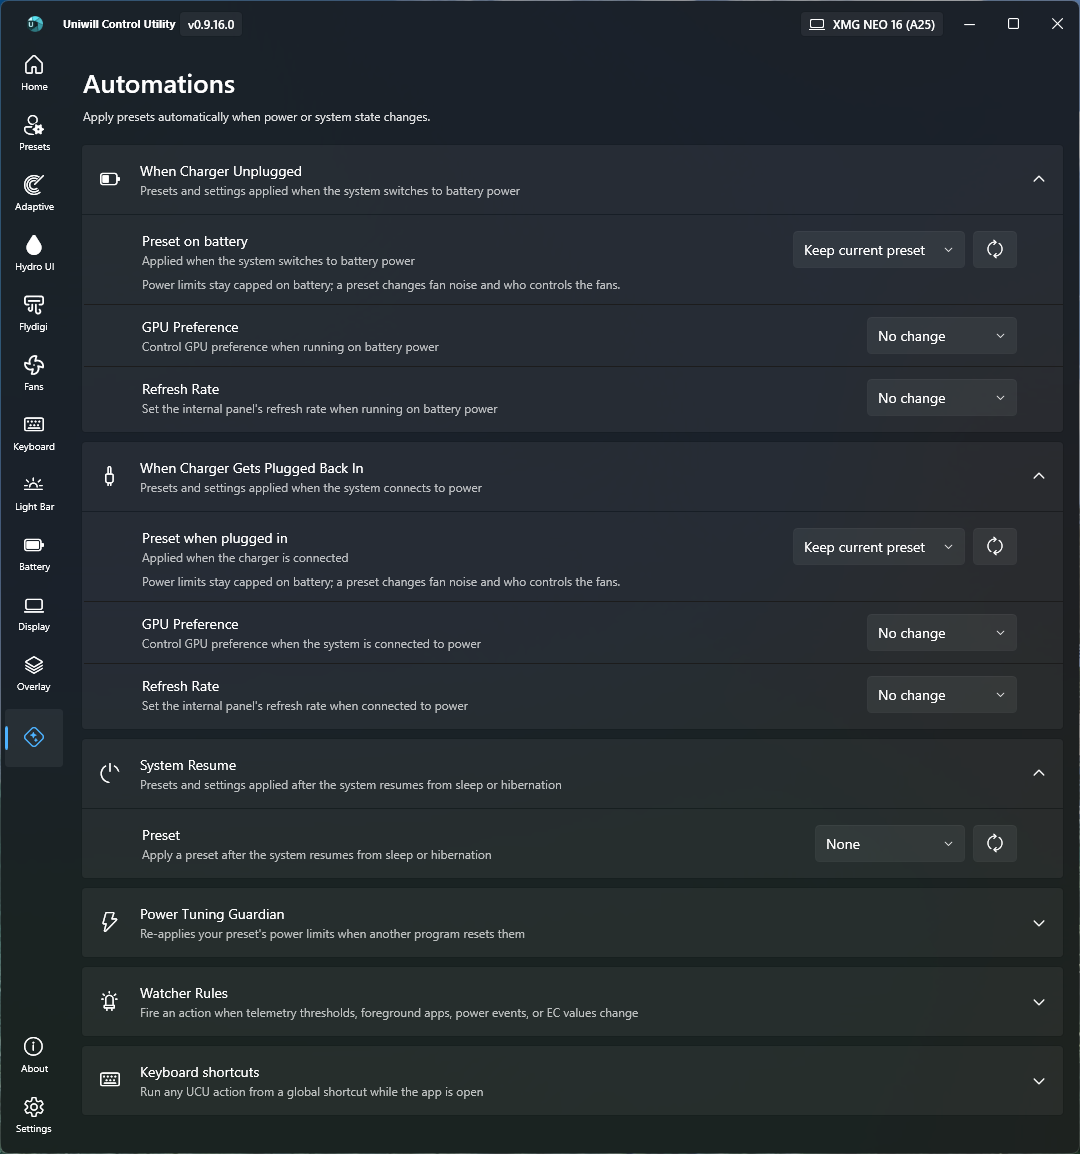 Uniwill Control Utility v0.9.16.0
XMG NEO 16 (A25)
Home
Presets
Adaptive
Hydro UI
Flydigi
Fans
Keyboard
Light Bar
Battery
Display
Overlay
About
Settings
Automations
Apply presets automatically when power or system state changes.
When Charger Unplugged
Presets and settings applied when the system switches to battery power
Preset on battery
Applied when the system switches to battery power
Power limits stay capped on battery; a preset changes fan noise and who controls the fans.
Keep current preset
GPU Preference
Control GPU preference when running on battery power
No change
Refresh Rate
Set the internal panel's refresh rate when running on battery power
No change
When Charger Gets Plugged Back In
Presets and settings applied when the system connects to power
Preset when plugged in
Applied when the charger is connected
Power limits stay capped on battery; a preset changes fan noise and who controls the fans.
Keep current preset
GPU Preference
Control GPU preference when the system is connected to power
No change
Refresh Rate
Set the internal panel's refresh rate when connected to power
No change
System Resume
Presets and settings applied after the system resumes from sleep or hibernation
Preset
Apply a preset after the system resumes from sleep or hibernation
None
Power Tuning Guardian
Re-applies your preset's power limits when another program resets them
Watcher Rules
Fire an action when telemetry thresholds, foreground apps, power events, or EC values change
Keyboard shortcuts
Run any UCU action from a global shortcut while the app is open